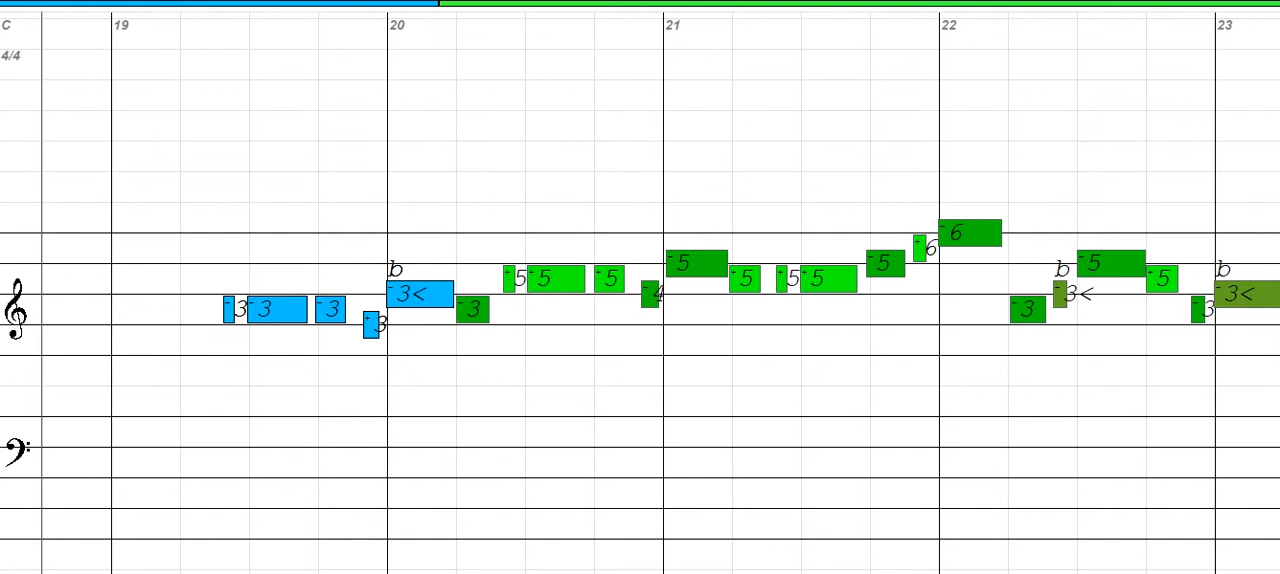 C 19 20 21 22 23
4/4
- 6
+ 6
- 5 - 5 - 5
b b b
+ 5 + 5 + 5 + 5 + 5 + 5 + 5
- 3< - 4 - 3< - 3<
- 3 - 3 - 3 - 3 - 3 - 3
+ 3